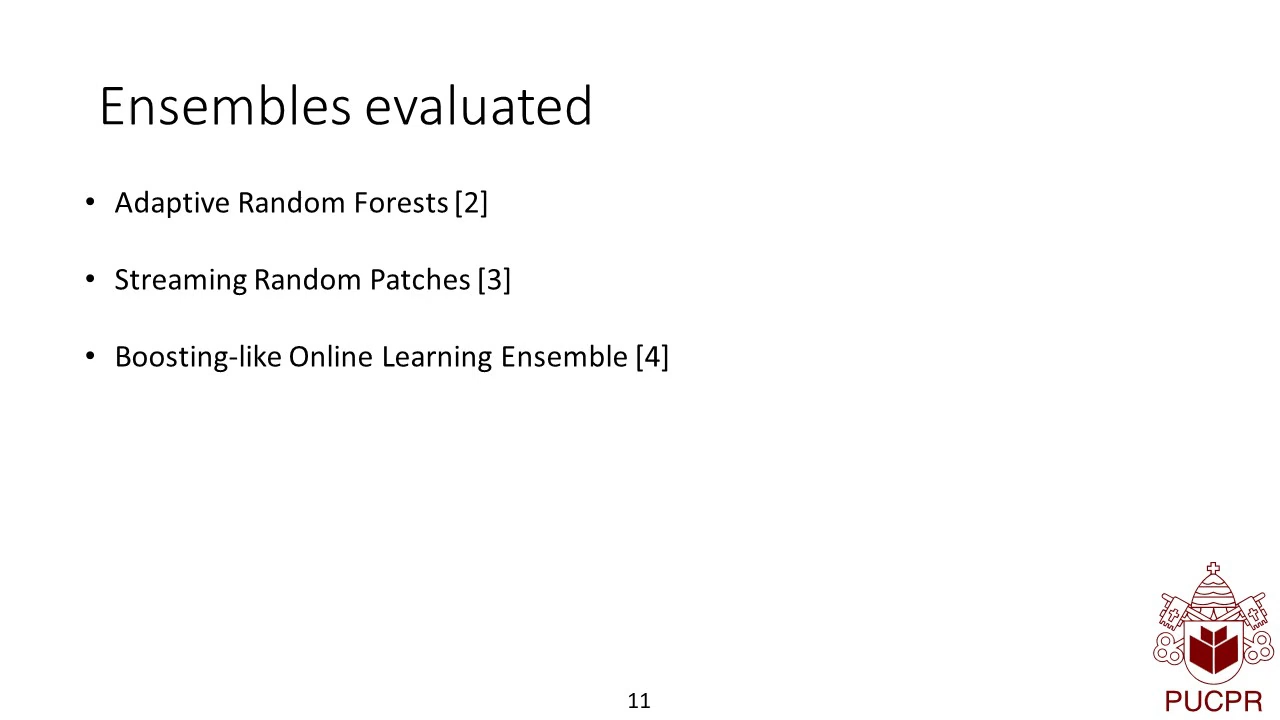 Ensembles evaluated
• Adaptive Random Forests [2]
• Streaming Random Patches [3]
• Boosting-like Online Learning Ensemble [4]
11
PUCPR